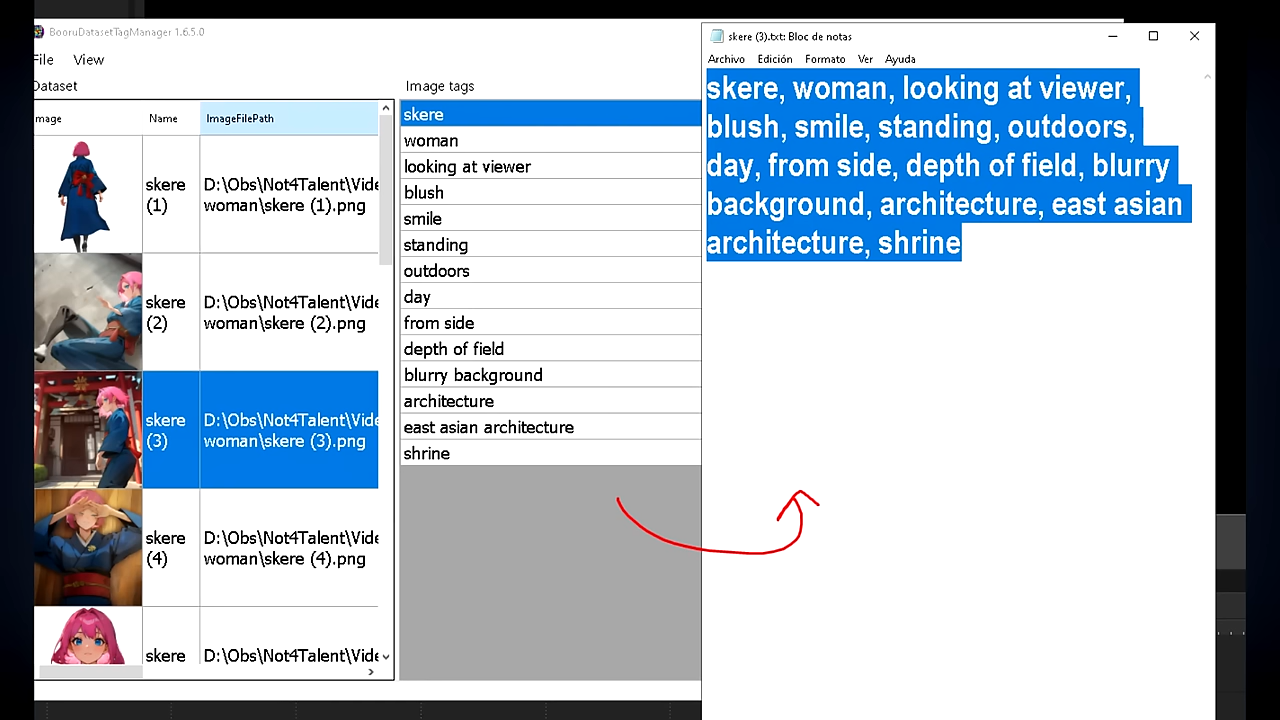 BooruDatasetTagManager 1.6.5.0
File View
Dataset
Image tags
mage Name ImageFilePath
skere (1)
D:\Obs\Not4Talent\Vide
woman\skere (1).png
skere (2)
D:\Obs\Not4Talent\Vide
woman\skere (2).png
skere (3)
D:\Obs\Not4Talent\Vide
woman\skere (3).png
skere (4)
D:\Obs\Not4Talent\Vide
woman\skere (4).png
skere
D:\Obs\Not4Talent\Vide
skere
woman
looking at viewer
blush
smile
standing
outdoors
day
from side
depth of field
blurry background
architecture
east asian architecture
shrine
skere (3).txt: Bloc de notas
Archivo Edición Formato Ver Ayuda
skere, woman, looking at viewer,
blush, smile, standing, outdoors,
day, from side, depth of field, blurry
background, architecture, east asian
architecture, shrine